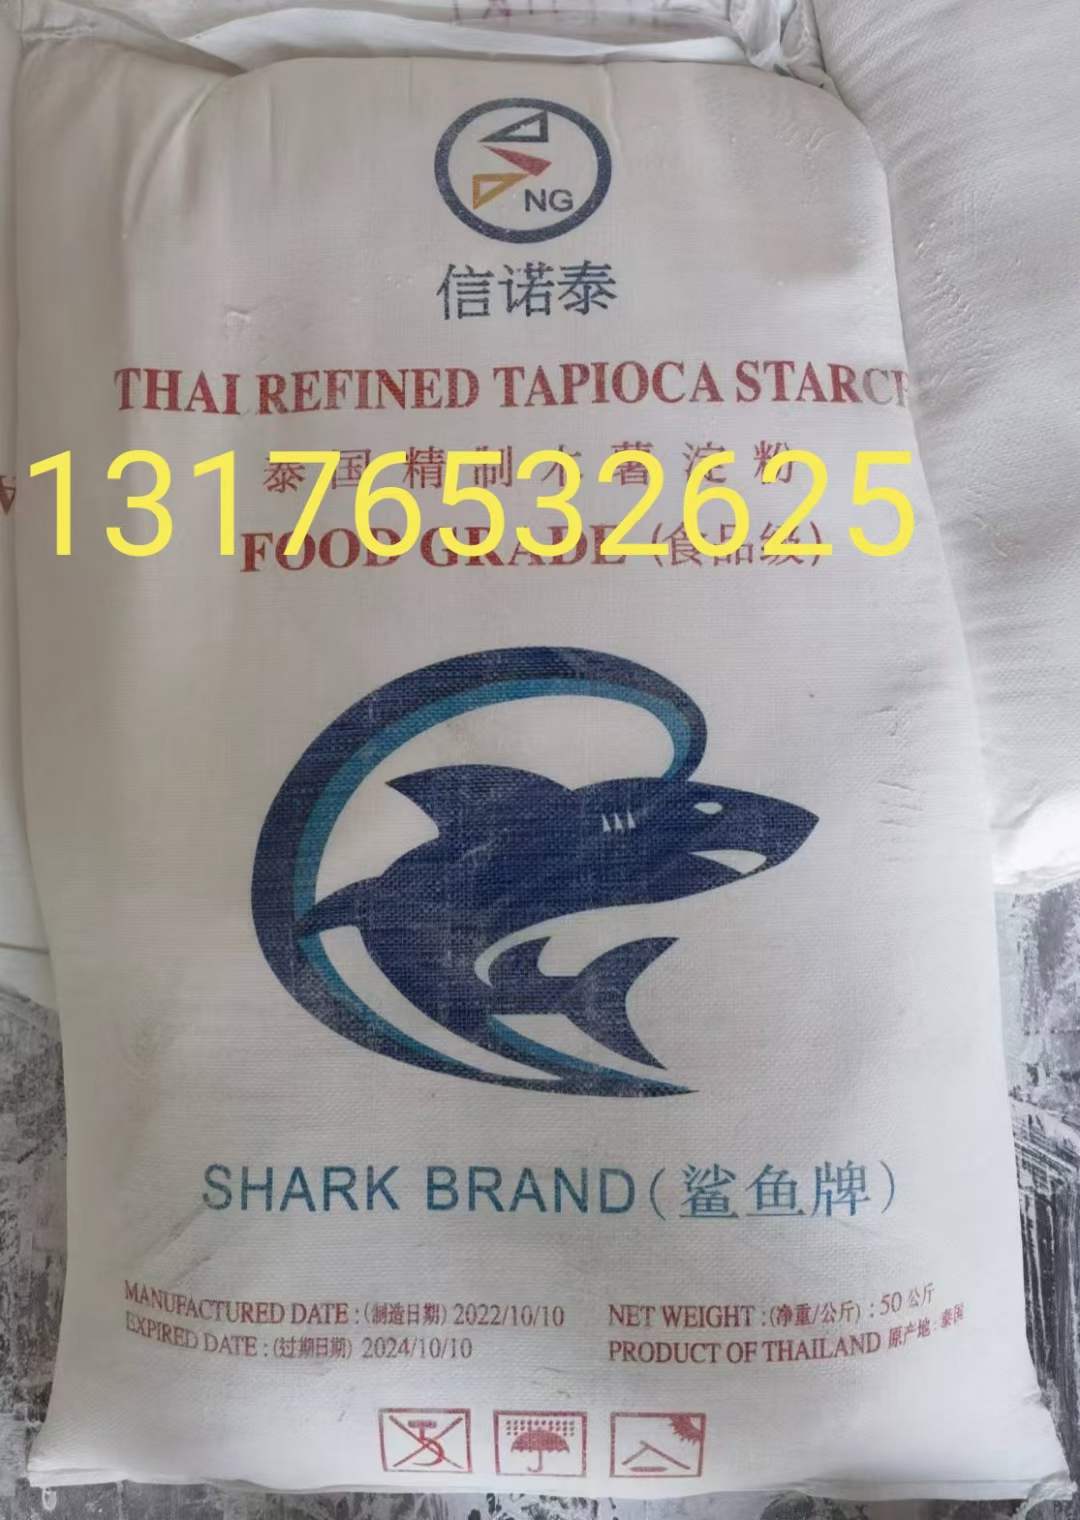 NG
信诺泰
THAI REFINED TAPIOCA STARC
泰国精制木薯淀粉
13176532625
FOOD GRADE (食品级)
SHARK BRAND(鲨鱼牌)
MANUFACTURED DATE:(制造日期) 2022/10/10
EXPIRED DATE:(过期日期) 2024/10/10
NET WEIGHT:(净重/公斤):50公斤
PRODUCT OF THAILAND 原产地:泰国